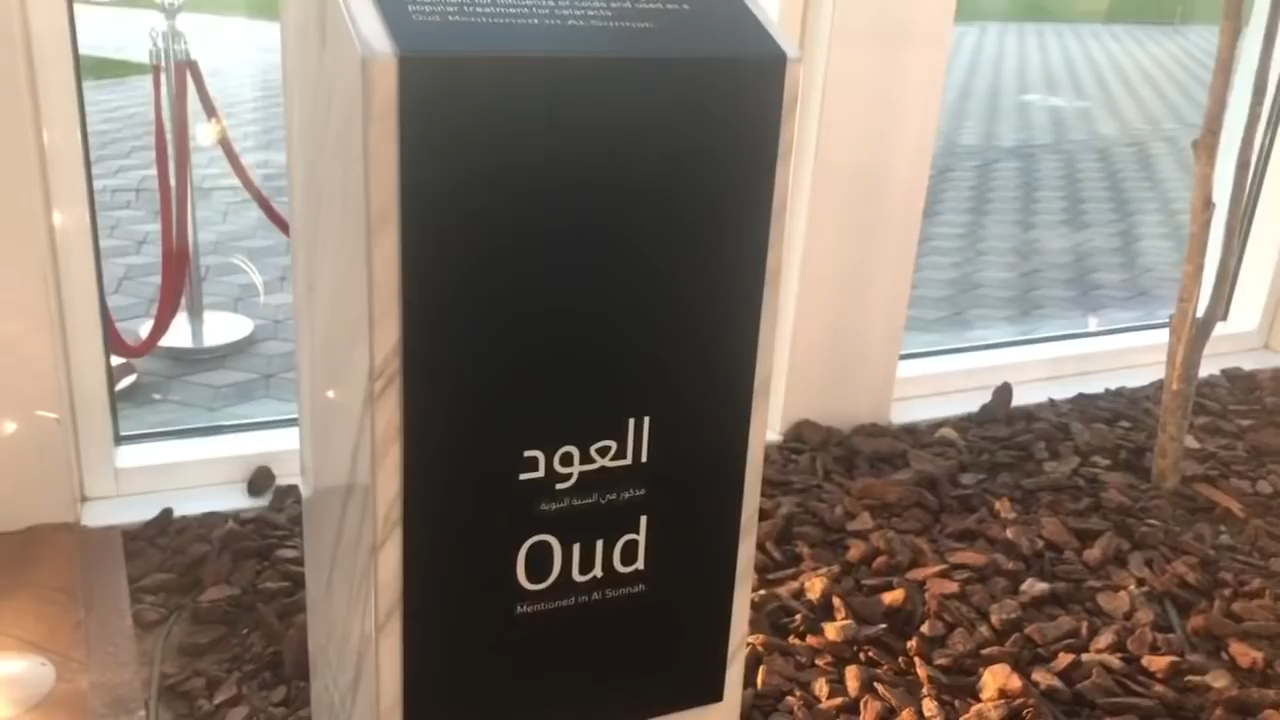 treatment for influenza or colds and used as a
popular treatment for cataracts
Oud: Mentioned in Al-Sunnah.
العود
مذكور في السنة النبوية
Oud
Mentioned in Al Sunnah